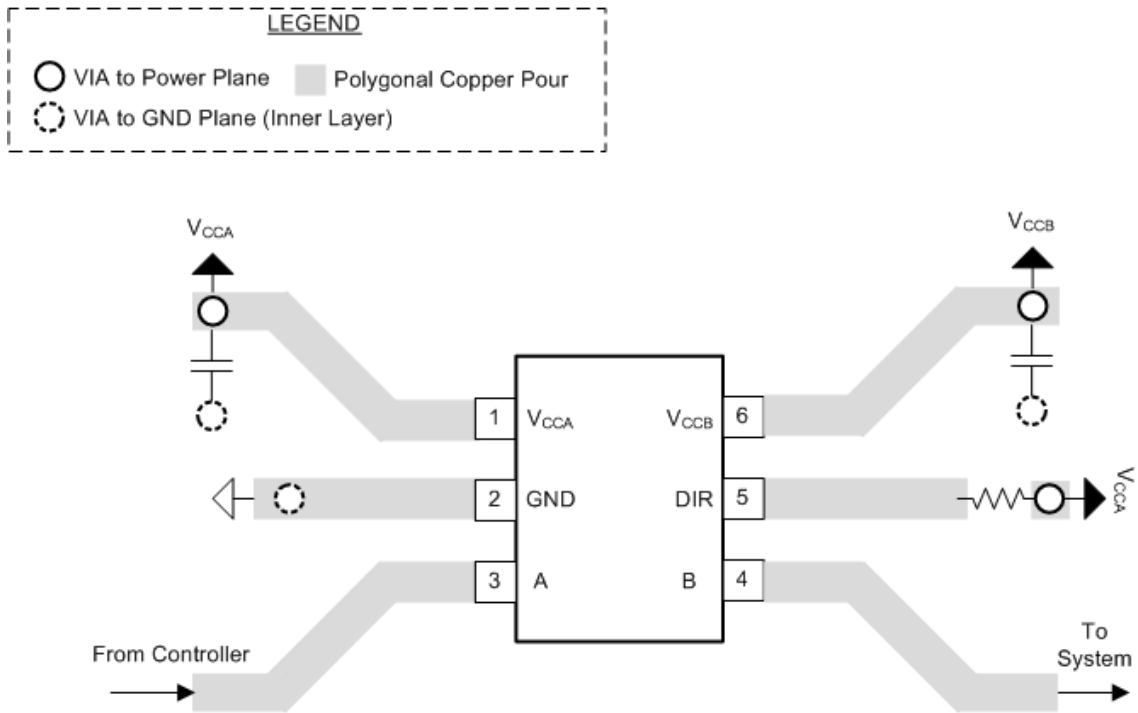 LEGEND
VIA to Power Plane
Polygonal Copper Pour
VIA to GND Plane (Inner Layer)
VCCA
VCCB
1
VCCA
VCCB
6
2
GND
DIR
5
VCCA
3
A
B
4
From Controller
To
System